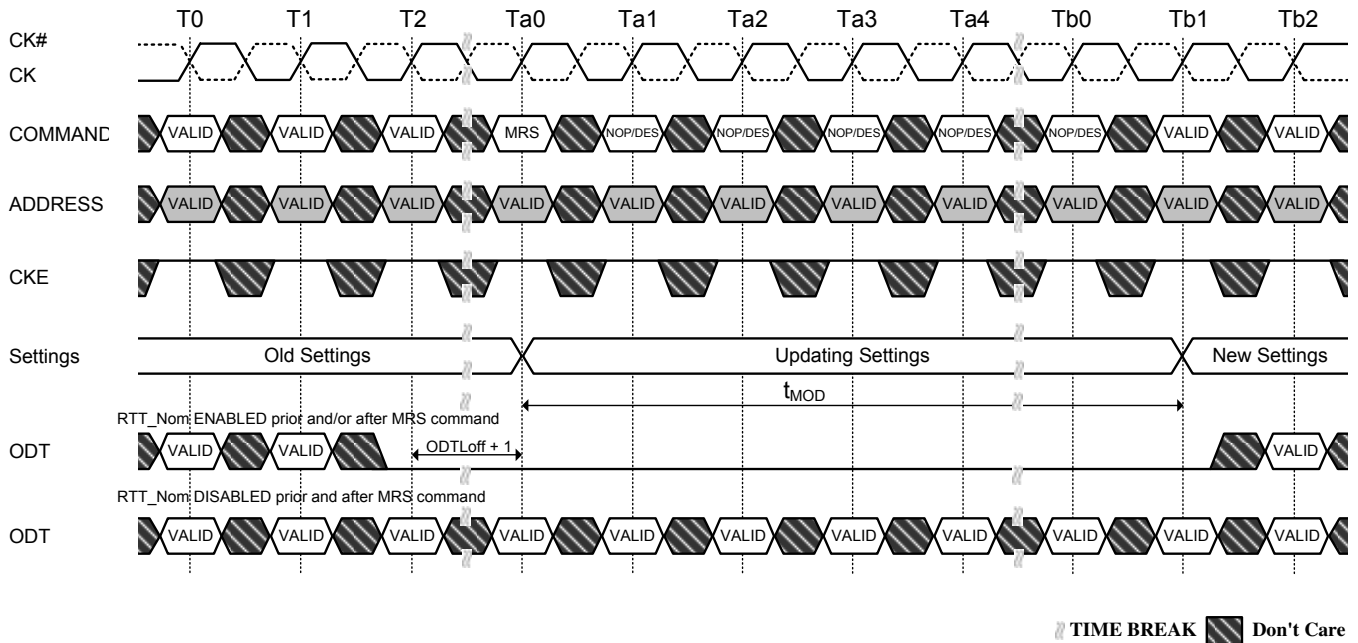 T0 T1 T2 Ta0 Ta1 Ta2 Ta3 Ta4 Tb0 Tb1 Tb2
CK#
CK
COMMAND VALID VALID VALID MRS NOP/DES NOP/DES NOP/DES NOP/DES NOP/DES VALID VALID
ADDRESS VALID VALID VALID VALID VALID VALID VALID VALID VALID VALID VALID
CKE
Settings Old Settings Updating Settings New Settings
tMOD
RTT_Nom ENABLED prior and/or after MRS command
ODT VALID VALID ODTLoff + 1 VALID
RTT_Nom DISABLED prior and after MRS command
ODT VALID VALID VALID VALID VALID VALID VALID VALID VALID VALID VALID
TIME BREAK Don't Care